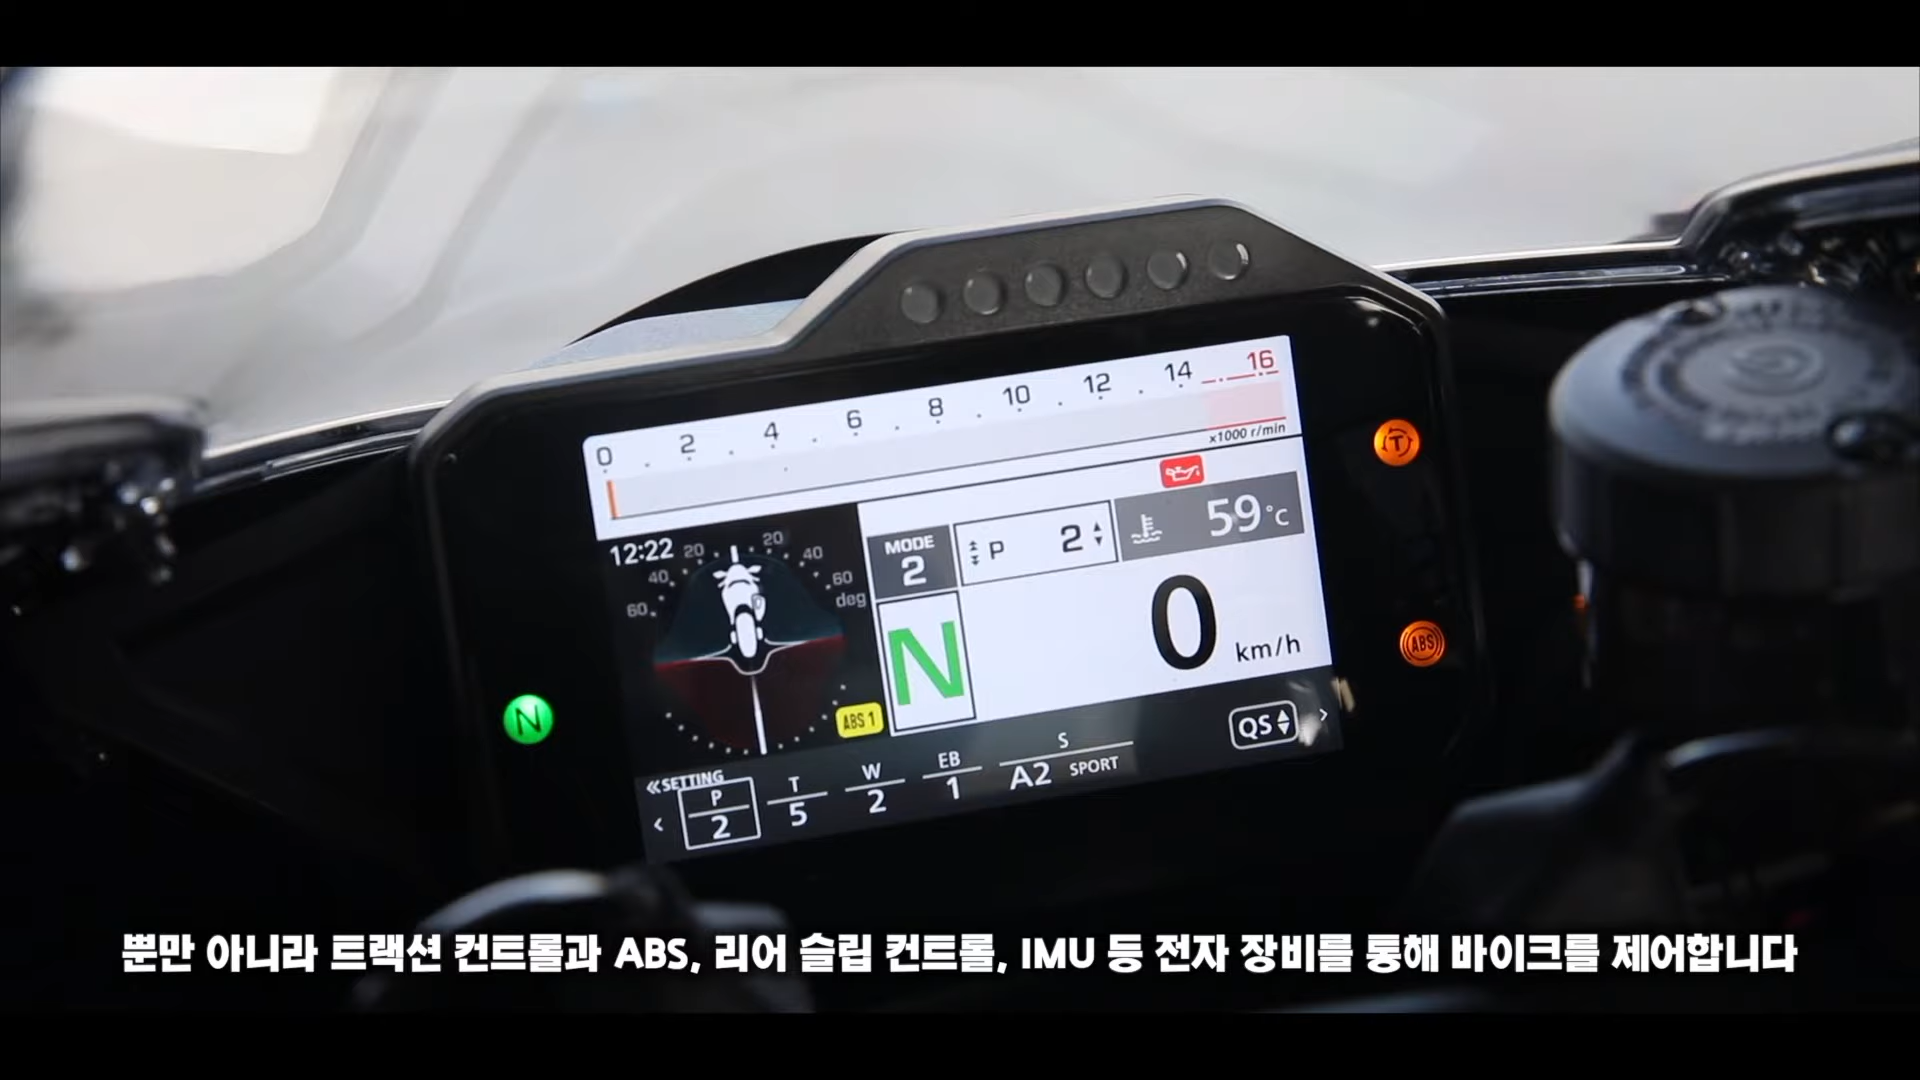 0 2 4 6 8 10 12 14 16
x1000 r/min
12:22
20 20
40 40
60 60
deg
MODE
2
P 2
59 °C
N
0 km/h
ABS 1
T
ABS
N
QS
SETTING
P T W EB S
2 5 2 1 A2 SPORT
뿐만 아니라 트랙션 컨트롤과 ABS, 리어 슬립 컨트롤, IMU 등 전자 장비를 통해 바이크를 제어합니다